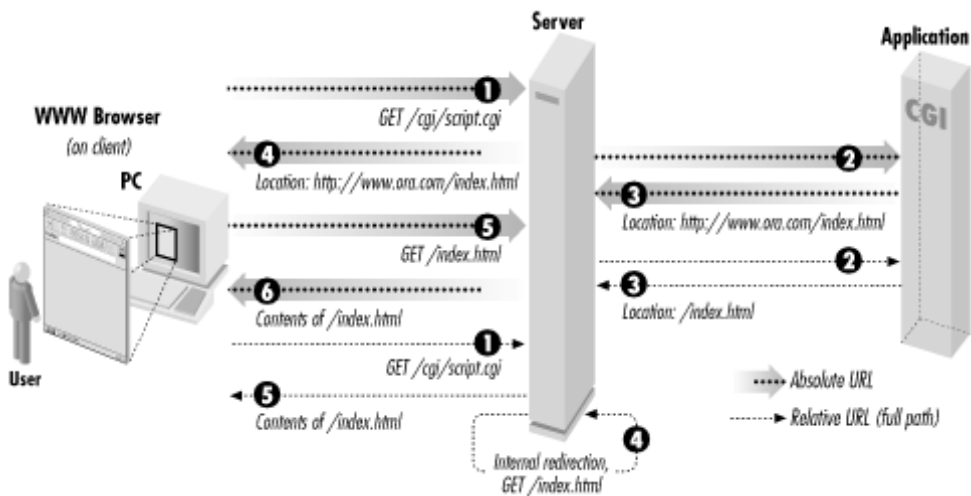 Server
Application
CGI
WWW Browser
(on client)
PC
User
1
GET /cgi/script.cgi
4
Location: http://www.ora.com/index.html
5
GET /index.html
6
Contents of /index.html
1
GET /cgi/script.cgi
5
Contents of /index.html
2
3
Location: http://www.ora.com/index.html
2
3
Location: /index.html
4
Internal redirection,
GET /index.html
Absolute URL
Relative URL (full path)